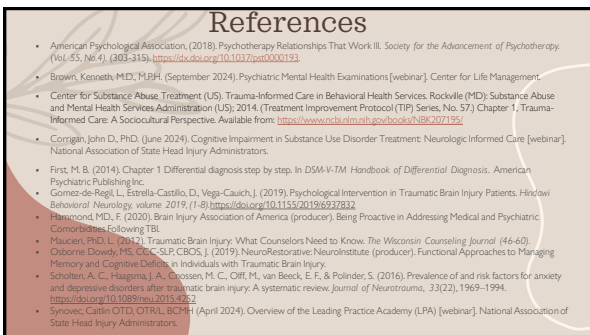 References
• American Psychological Association, (2018). Psychotherapy Relationships That Work III. Society for the Advancement of Psychotherapy.
(Vol. 55, No.4). (303-315). https://dx.doi.org/10.1037/pst0000193.
• Brown, Kenneth, M.D., M.P.H. (September 2024). Psychiatric Mental Health Examinations [webinar]. Center for Life Management.
• Center for Substance Abuse Treatment (US). Trauma-Informed Care in Behavioral Health Services. Rockville (MD): Substance Abuse
and Mental Health Services Administration (US); 2014. (Treatment Improvement Protocol (TIP) Series, No. 57.) Chapter 1, Trauma-
Informed Care: A Sociocultural Perspective. Available from: https://www.ncbi.nlm.nih.gov/books/NBK207195/
• Corrigan, John D., PhD. (June 2024). Cognitive Impairment in Substance Use Disorder Treatment: Neurologic Informed Care [webinar].
National Association of State Head Injury Administrators.
• First, M. B. (2014). Chapter 1 Differential diagnosis step by step. In DSM-V-TM Handbook of Differential Diagnosis. American
Psychiatric Publishing Inc.
• Gomez-de-Regil, L., Estrella-Castillo, D., Vega-Cauich, J. (2019). Psychological Intervention in Traumatic Brain Injury Patients. Hindawi
Behavioral Neurology, volume 2019, (1-8).https://doi.org/10.1155/2019/6937832
• Hammond, MD., F. (2020). Brain Injury Association of America (producer). Being Proactive in Addressing Medical and Psychiatric
Comorbidities Following TBI.
• Maucieri, PhD. L. (2012). Traumatic Brain Injury: What Counselors Need to Know. The Wisconsin Counseling Journal (46-60).
• Osborne Dowdy, MS, CCC-SLP, CBOS, J. (2019). NeuroRestorative: NeuroInstitute (producer). Functional Approaches to Managing
Memory and Cognitive Deficits in Individuals with Traumatic Brain Injury.
• Scholten, A. C., Haagsma, J. A., Cnossen, M. C., Olff, M., van Beeck, E. F., & Polinder, S. (2016). Prevalence of and risk factors for anxiety
and depressive disorders after traumatic brain injury: A systematic review. Journal of Neurotrauma, 33(22), 1969–1994.
https://doi.org/10.1089/neu.2015.4252
• Synovec, Caitlin OTD, OTR/L, BCMH (April 2024). Overview of the Leading Practice Academy (LPA) [webinar]. National Association of
State Head Injury Administrators.